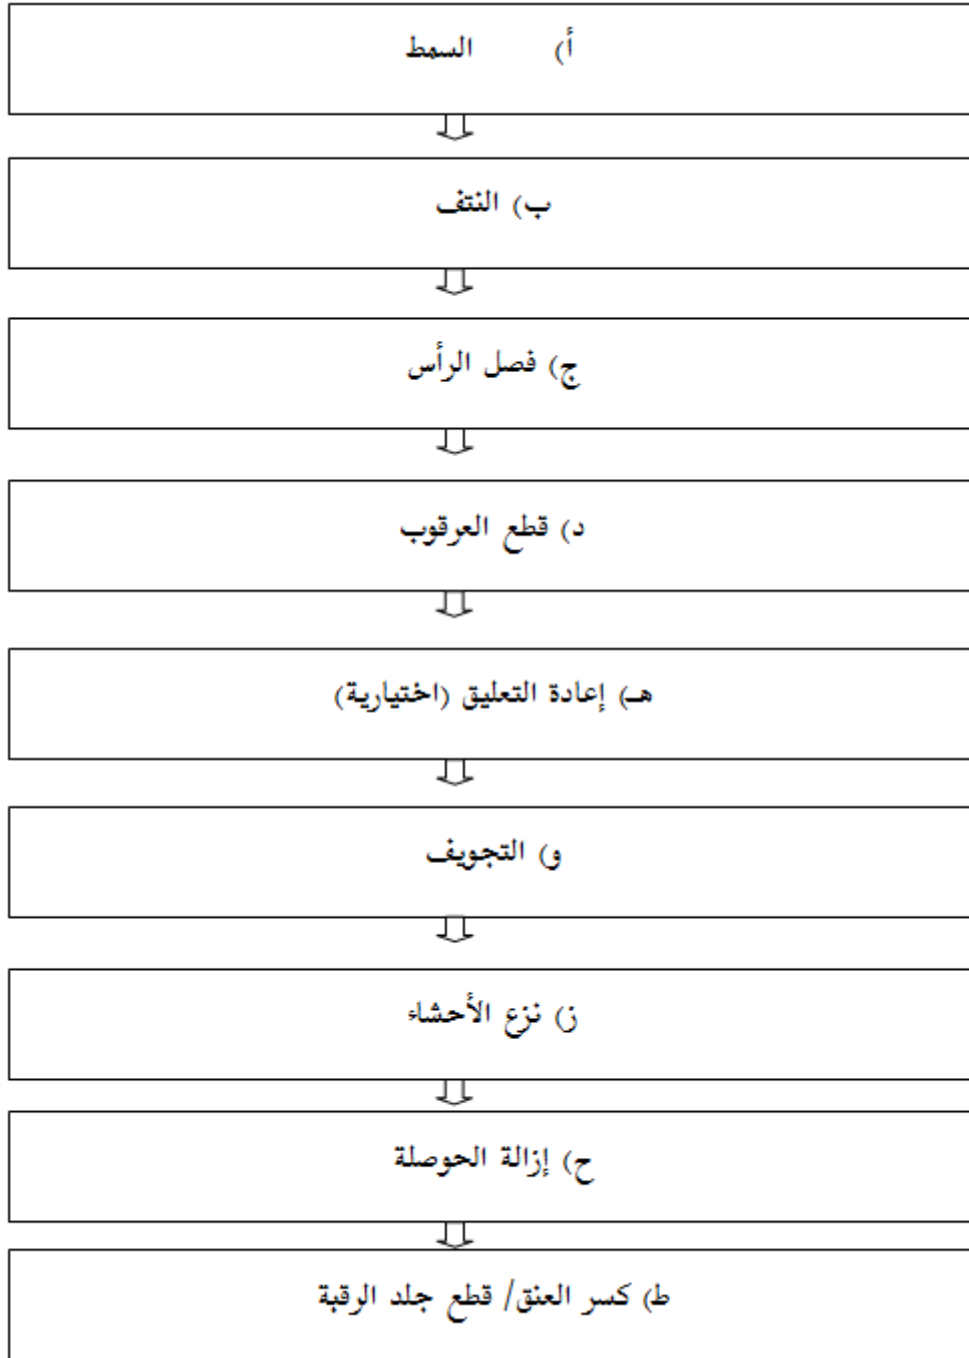 أ) السمط
ب) النتف
ج) فصل الرأس
د) قطع العرقوب
هـ) إعادة التعليق (اختيارية)
و) التجويف
ز) نزع الأحشاء
ح) إزالة الحوصلة
ط) كسر العنق/ قطع جلد الرقبة